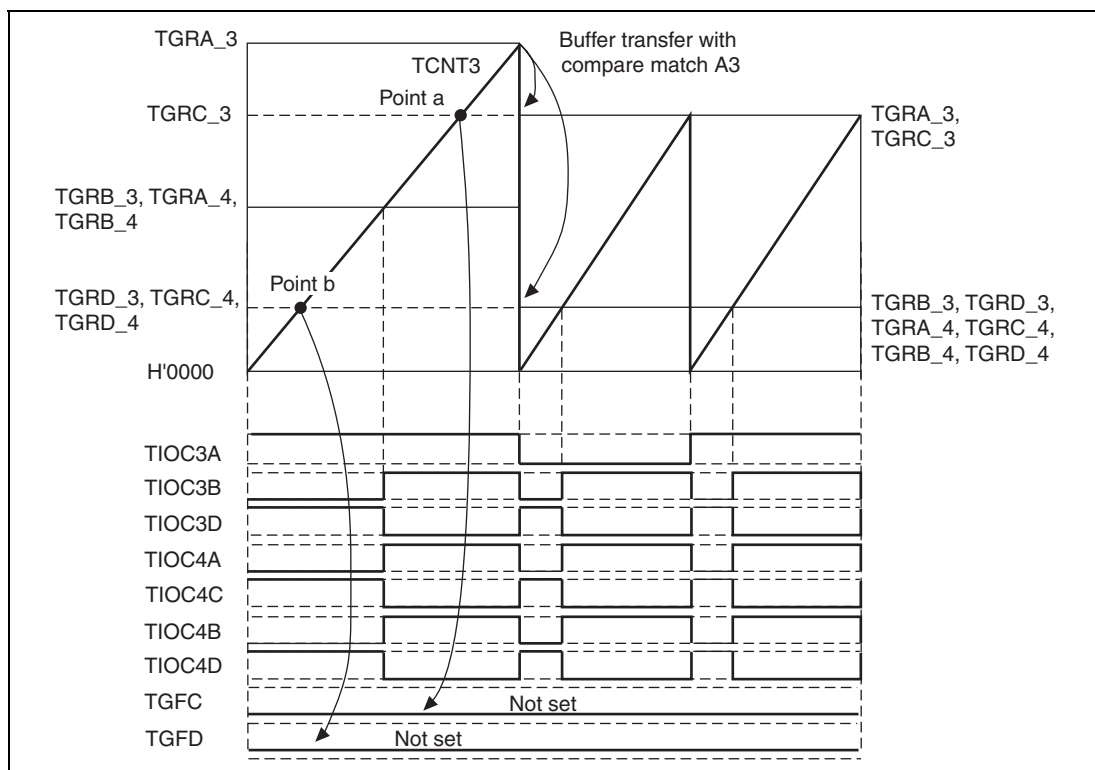 TGRA_3
TCNT3
Buffer transfer with
compare match A3
Point a
TGRC_3
TGRA_3,
TGRC_3
TGRB_3, TGRA_4,
TGRB_4
Point b
TGRD_3, TGRC_4,
TGRD_4
TGRB_3, TGRD_3,
TGRA_4, TGRC_4,
TGRB_4, TGRD_4
H'0000
TIOC3A
TIOC3B
TIOC3D
TIOC4A
TIOC4C
TIOC4B
TIOC4D
TGFC
Not set
TGFD
Not set